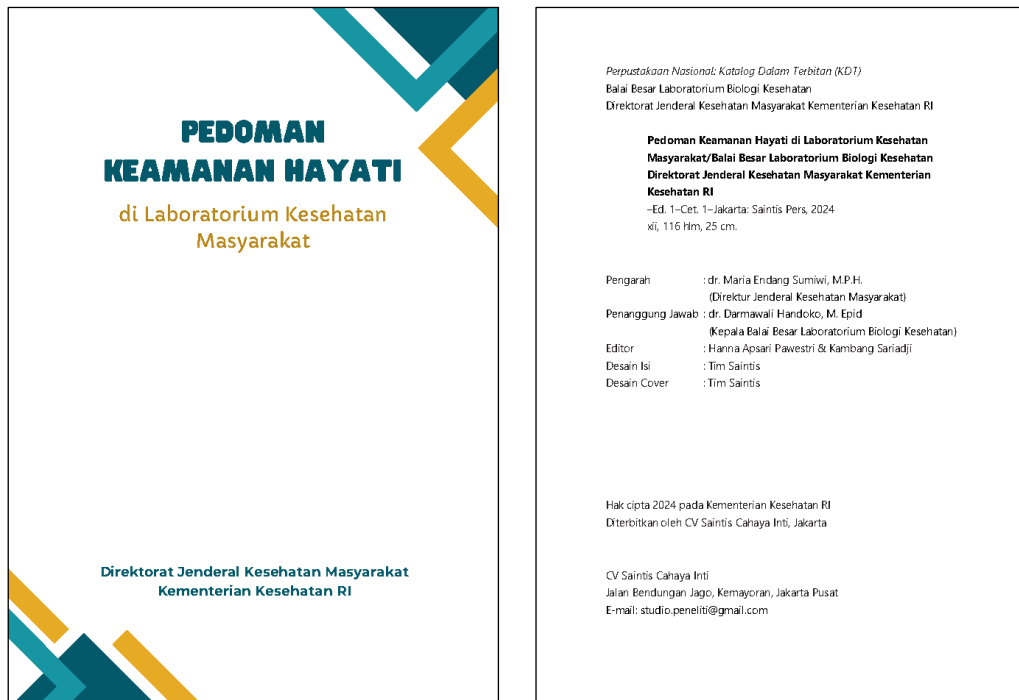 PEDOMAN
KEAMANAN HAYATI
di Laboratorium Kesehatan
Masyarakat
Direktorat Jenderal Kesehatan Masyarakat
Kementerian Kesehatan RI
Perpustakaan Nasional: Katalog Dalam Terbitan (KDT)
Balai Besar Laboratorium Biologi Kesehatan
Direktorat Jenderal Kesehatan Masyarakat Kementerian Kesehatan RI
Pedoman Keamanan Hayati di Laboratorium Kesehatan
Masyarakat/Balai Besar Laboratorium Biologi Kesehatan
Direktorat Jenderal Kesehatan Masyarakat Kementerian
Kesehatan RI
–Ed. 1–Cet. 1–Jakarta: Saintis Pers, 2024
xii, 116 hlm, 25 cm.
Pengarah : dr. Maria Endang Sumiwi, M.P.H.
(Direktur Jenderal Kesehatan Masyarakat)
Penanggung Jawab : dr. Darmawali Handoko, M. Epid
(Kepala Balai Besar Laboratorium Biologi Kesehatan)
Editor : Hanna Apsari Pawestri & Kambang Sariadji
Desain Isi : Tim Saintis
Desain Cover : Tim Saintis
Hak cipta 2024 pada Kementerian Kesehatan RI
Diterbitkan oleh CV Saintis Cahaya Inti, Jakarta
CV Saintis Cahaya Inti
Jalan Bendungan Jago, Kemayoran, Jakarta Pusat
E-mail: studio.peneliti@gmail.com